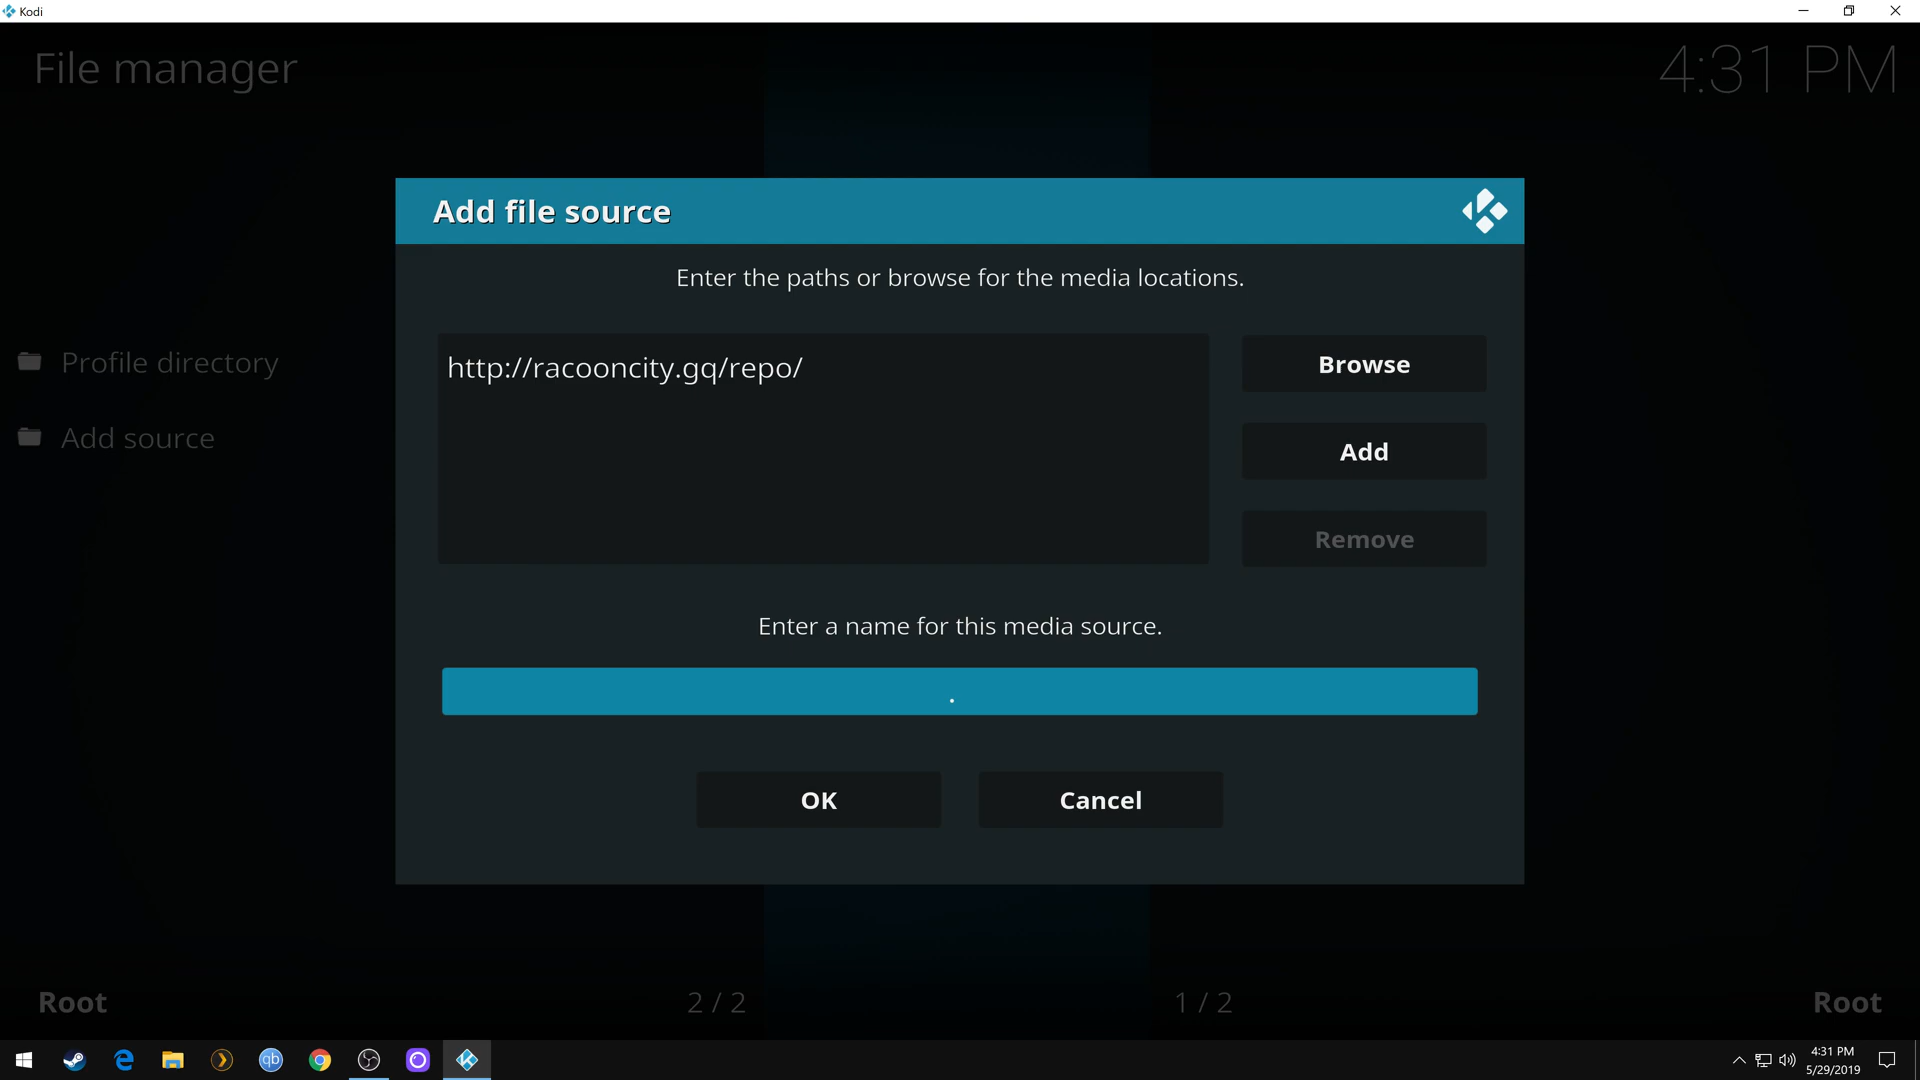 Kodi
File manager
4:31 PM
Add file source
Enter the paths or browse for the media locations.
http://racooncity.gq/repo/
Browse
Profile directory
Add source
Add
Remove
Enter a name for this media source.
.
OK
Cancel
Root
2 / 2
1 / 2
Root
qb
4:31 PM
5/29/2019